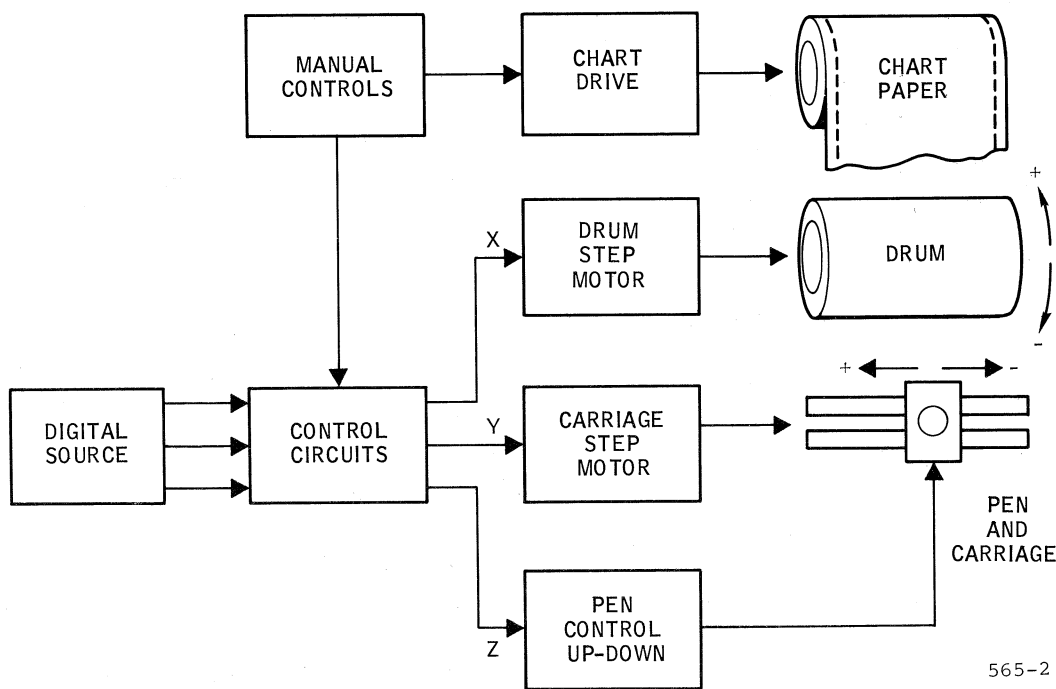 MANUAL
CONTROLS
CHART
DRIVE
CHART
PAPER
+
X
DRUM
STEP
MOTOR
DRUM
-
+
-
DIGITAL
SOURCE
CONTROL
CIRCUITS
Y
CARRIAGE
STEP
MOTOR
PEN
AND
CARRIAGE
Z
PEN
CONTROL
UP-DOWN
565-2